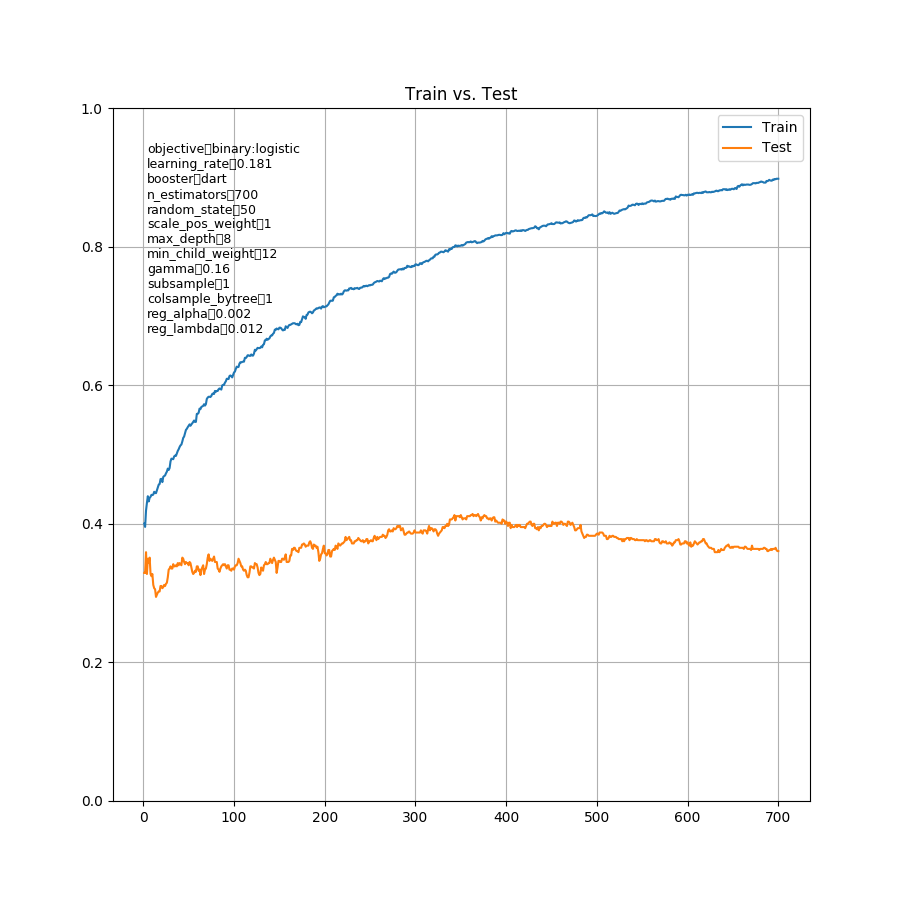 Train vs. Test
1.0
0.8
0.6
0.4
0.2
0.0
Train
Test
objective▯binary:logistic
learning_rate▯0.181
booster▯dart
n_estimators▯700
random_state▯50
scale_pos_weight▯1
max_depth▯8
min_child_weight▯12
gamma▯0.16
subsample▯1
colsample_bytree▯1
reg_alpha▯0.002
reg_lambda▯0.012
0 100 200 300 400 500 600 700